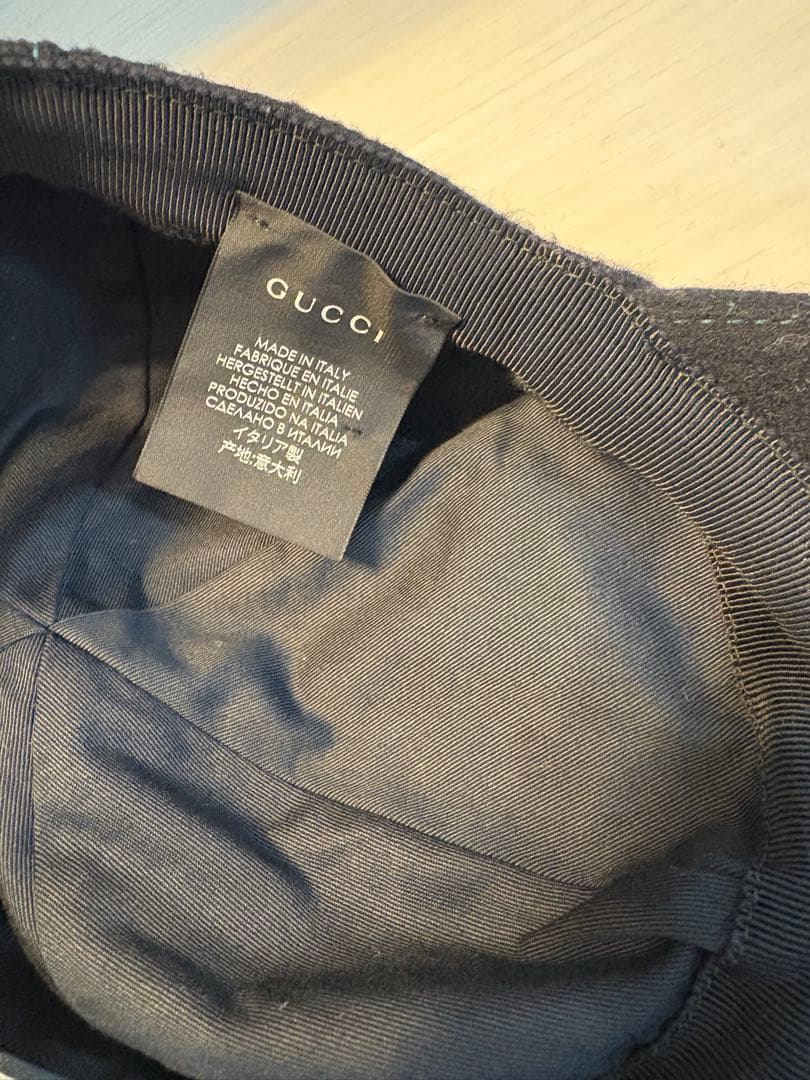 GUCCI
MADE IN ITALY
FABRIQUE EN ITALIE
HERGESTELLT IN ITALIEN
HECHO EN ITALIA
PRODUZIDO NA ITALIA
СДЕЛАНО В ИТАЛИИ
イタリア製
产地:意大利